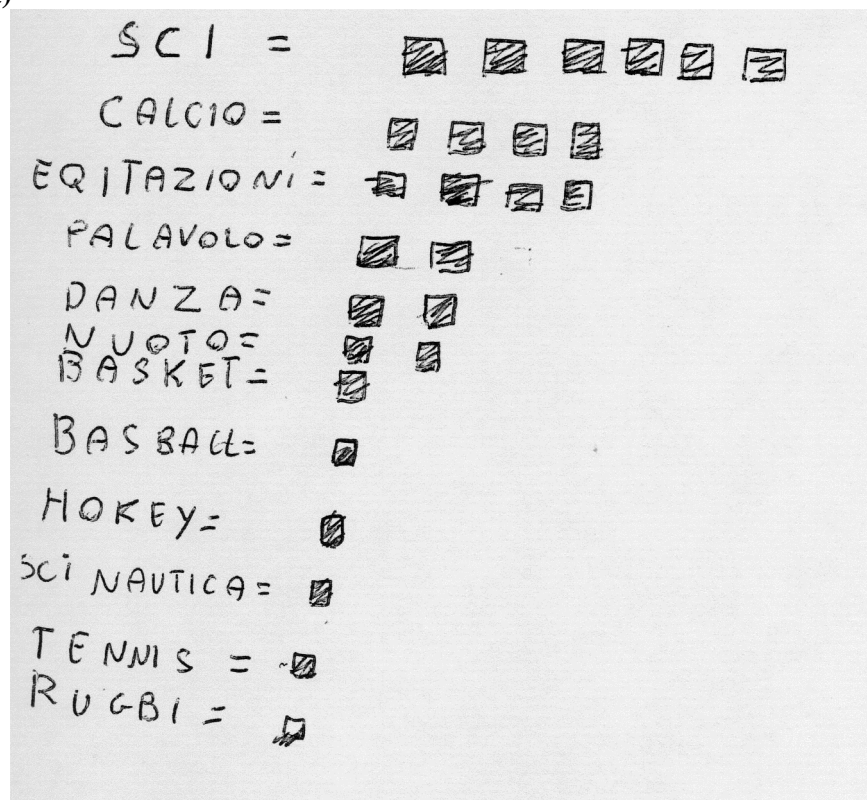 SCI =
CALCIO =
EQITAZIONI =
PALAVOLO =
DANZA =
NUOTO =
BASKET =
BASBALL =
HOKEY =
SCI NAUTICA =
TENNIS =
RUGBI =